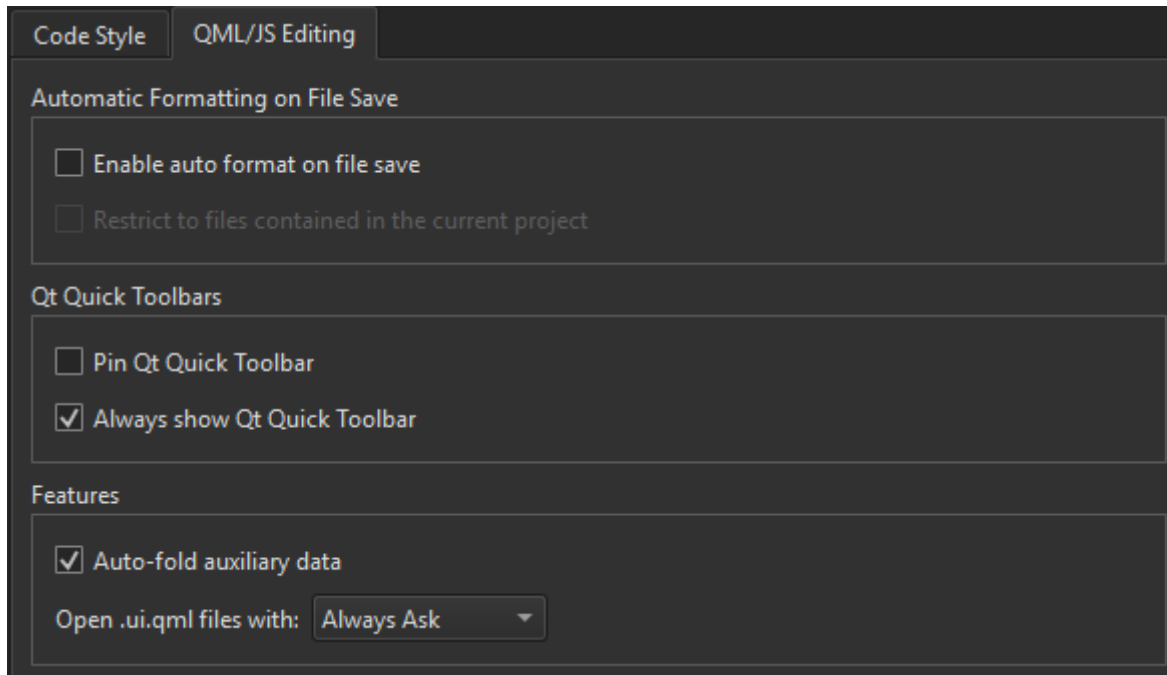 Code Style QML/JS Editing
Automatic Formatting on File Save
Enable auto format on file save
Restrict to files contained in the current project
Qt Quick Toolbars
Pin Qt Quick Toolbar
Always show Qt Quick Toolbar
Features
Auto-fold auxiliary data
Open .ui.qml files with: Always Ask